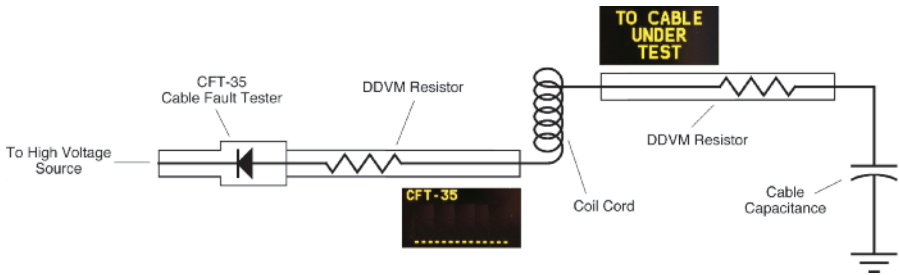 TO CABLE
UNDER
TEST
CFT-35
Cable Fault Tester
DDVM Resistor
DDVM Resistor
To High Voltage
Source
CFT-35
Coil Cord
Cable
Capacitance